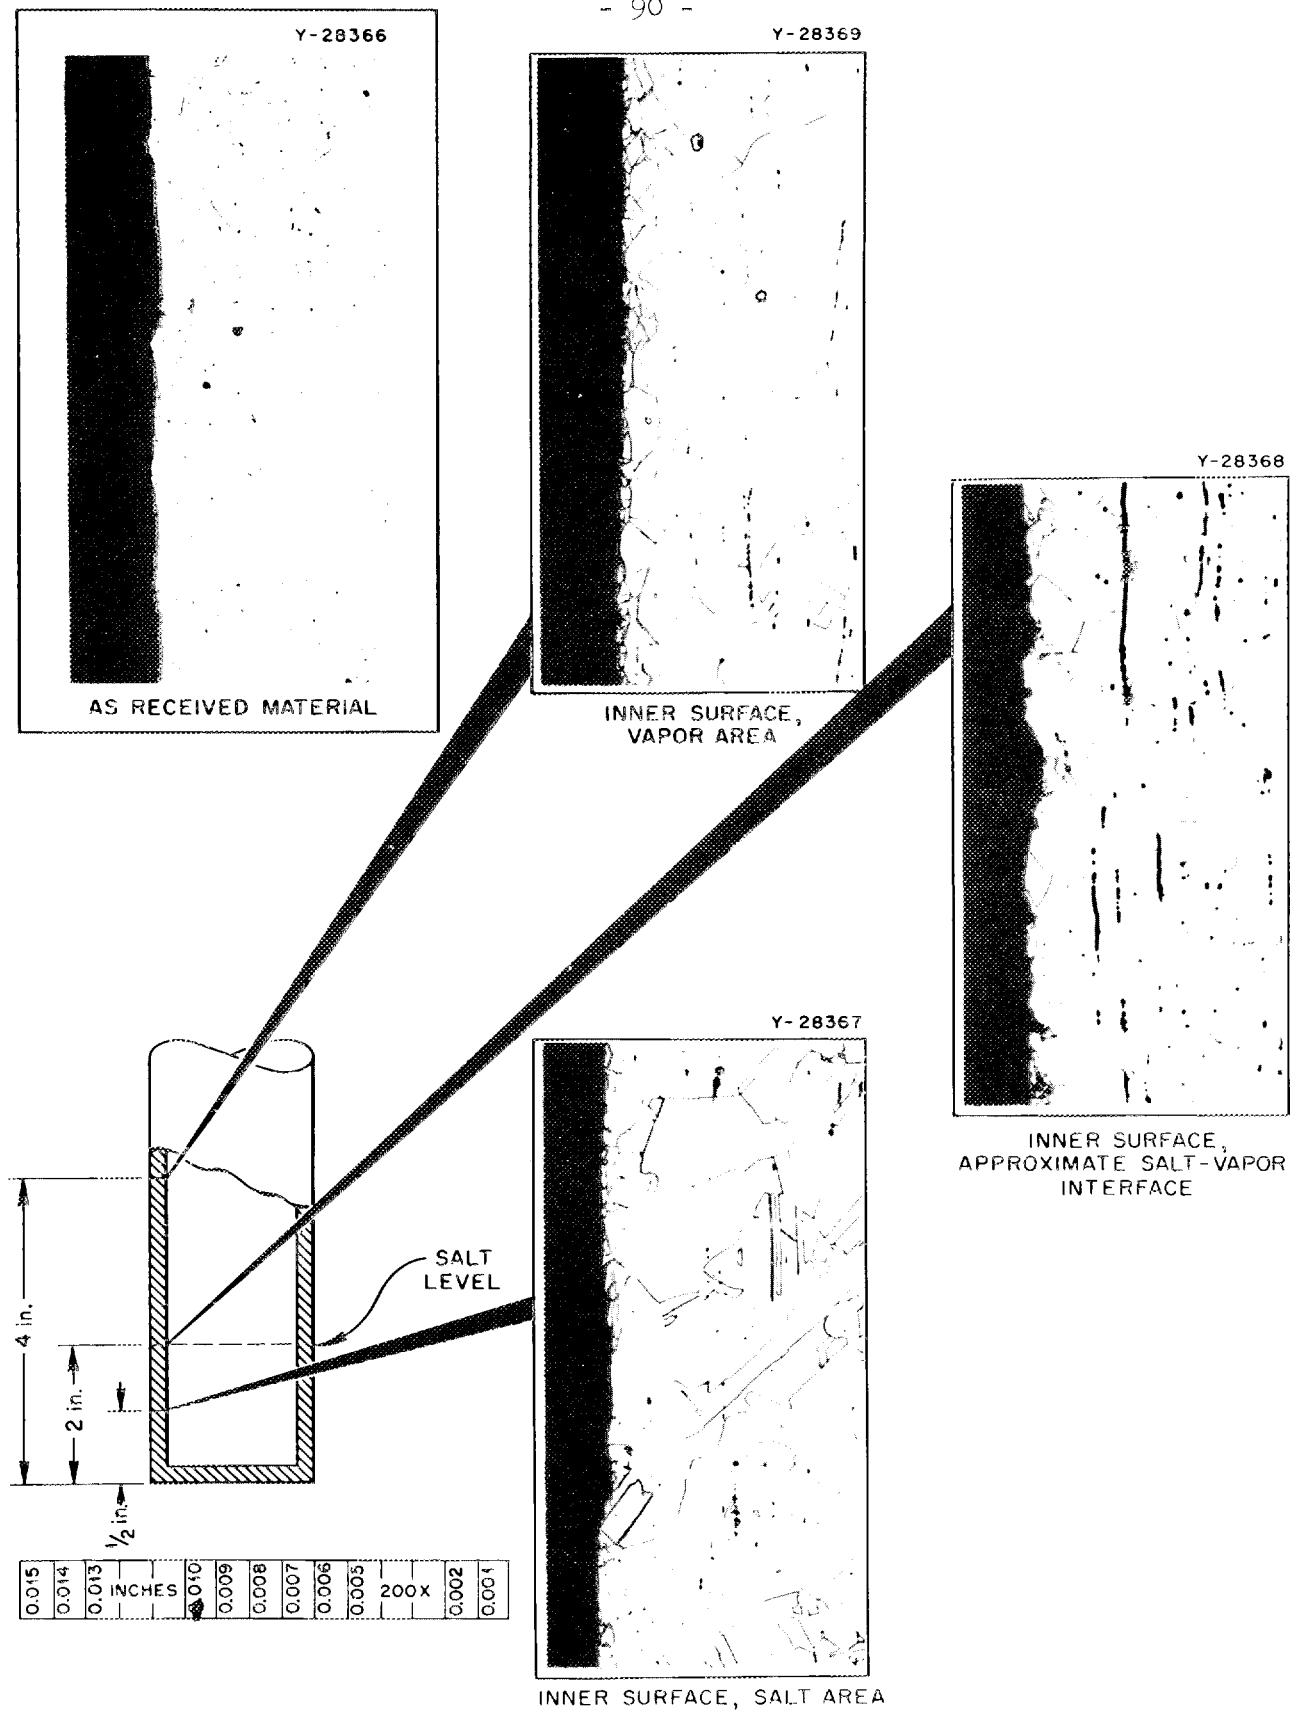 - 90 -
Y-28366
Y-28369
AS RECEIVED MATERIAL
INNER SURFACE,
VAPOR AREA
Y-28368
INNER SURFACE,
APPROXIMATE SALT-VAPOR
INTERFACE
Y-28367
SALT
LEVEL
4 in.
2 in.
1/2 in.
0.015 0.014 0.013 INCHES 0.010 0.009 0.008 0.007 0.006 0.005 200X 0.002 0.001
INNER SURFACE, SALT AREA